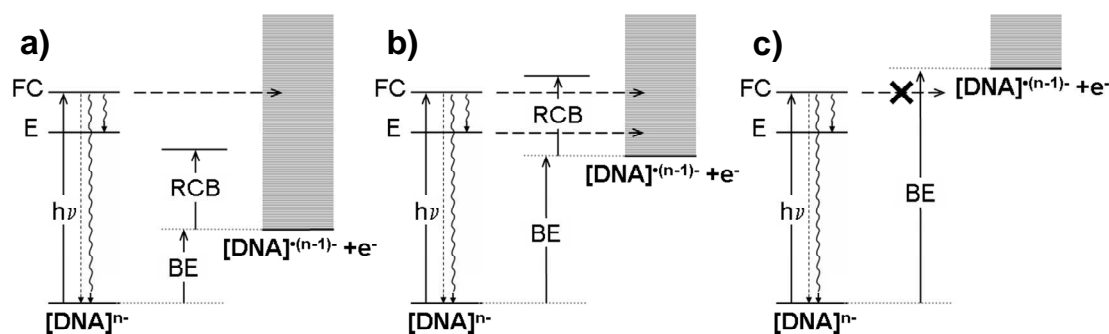 a)
FC
E
hν
RCB
BE
[DNA]•(n-1)- +e-
[DNA]n-
b)
FC
E
hν
RCB
BE
[DNA]•(n-1)- +e-
[DNA]n-
c)
FC
E
hν
BE
[DNA]•(n-1)- +e-
[DNA]n-